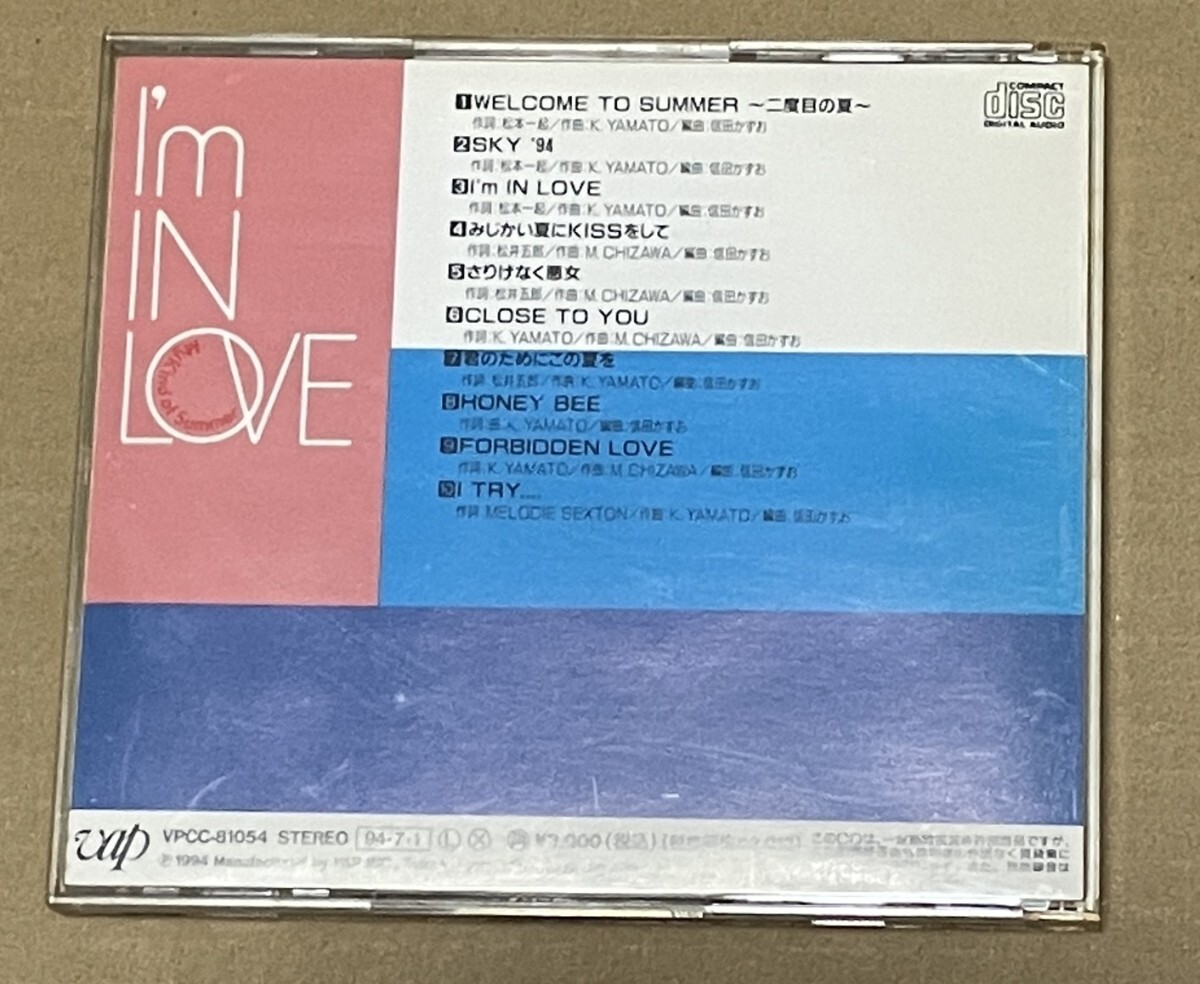 I'm
IN
LOVE
My Kind of Summer
COMPACT
disc
DIGITAL AUDIO
1 WELCOME TO SUMMER ～二度目の夏～
作詞:松本一起／作曲:K. YAMATO／編曲:信田かずお
2 SKY '94
作詞:松本一起／作曲:K. YAMATO／編曲:信田かずお
3 I'm IN LOVE
作詞:松本一起／作曲:K. YAMATO／編曲:信田かずお
4 みじかい夏にKISSをして
作詞:松井五郎／作曲:M. CHIZAWA／編曲:信田かずお
5 さりげなく悪女
作詞:松井五郎／作曲:M. CHIZAWA／編曲:信田かずお
6 CLOSE TO YOU
作詞:K. YAMATO／作曲:M. CHIZAWA／編曲:信田かずお
7 君のためにこの夏を
作詞:松井五郎／作曲:K. YAMATO／編曲:信田かずお
8 HONEY BEE
作詞・曲:K. YAMATO／編曲:信田かずお
9 FORBIDDEN LOVE
作詞:K. YAMATO／作曲:M. CHIZAWA／編曲:信田かずお
10 I TRY....
作詞:MELODIE SEXTON／作曲:K. YAMATO／編曲:信田かずお
vap VPCC-81054 STEREO 94・7・1 L X ¥3,000(税込) このCDは、
℗1994 Manufactured by VAP INC.